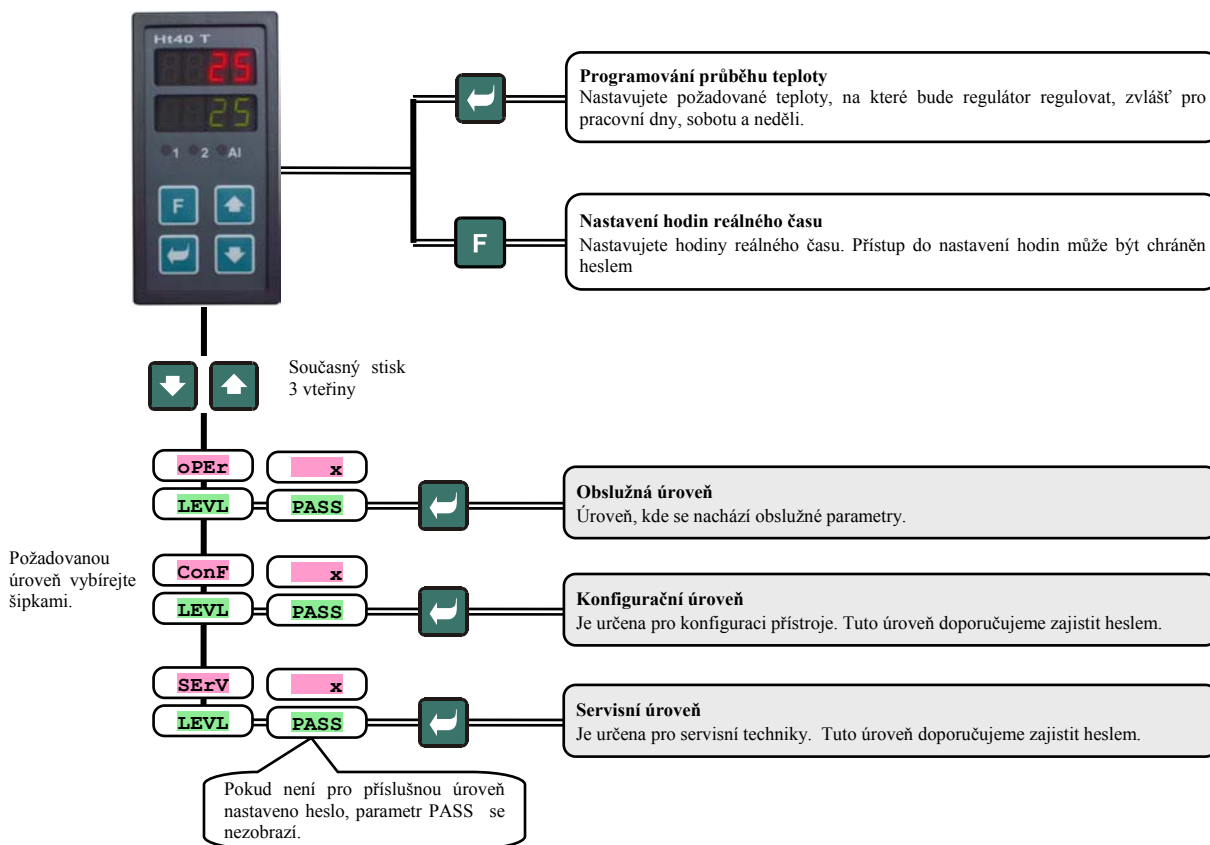 Ht40 T
25
25
1 2 Al
F
Programování průběhu teploty
Nastavujete požadované teploty, na které bude regulátor regulovat, zvlášť pro
pracovní dny, sobotu a neděli.
F
Nastavení hodin reálného času
Nastavujete hodiny reálného času. Přístup do nastavení hodin může být chráněn
heslem
Současný stisk
3 vteřiny
Požadovanou
úroveň vybírejte
šipkami.
oPEr x
LEVL PASS
Obslužná úroveň
Úroveň, kde se nachází obslužné parametry.
ConF x
LEVL PASS
Konfigurační úroveň
Je určena pro konfiguraci přístroje. Tuto úroveň doporučujeme zajistit heslem.
SErV x
LEVL PASS
Servisní úroveň
Je určena pro servisní techniky. Tuto úroveň doporučujeme zajistit heslem.
Pokud není pro příslušnou úroveň
nastaveno heslo, parametr PASS se
nezobrazí.